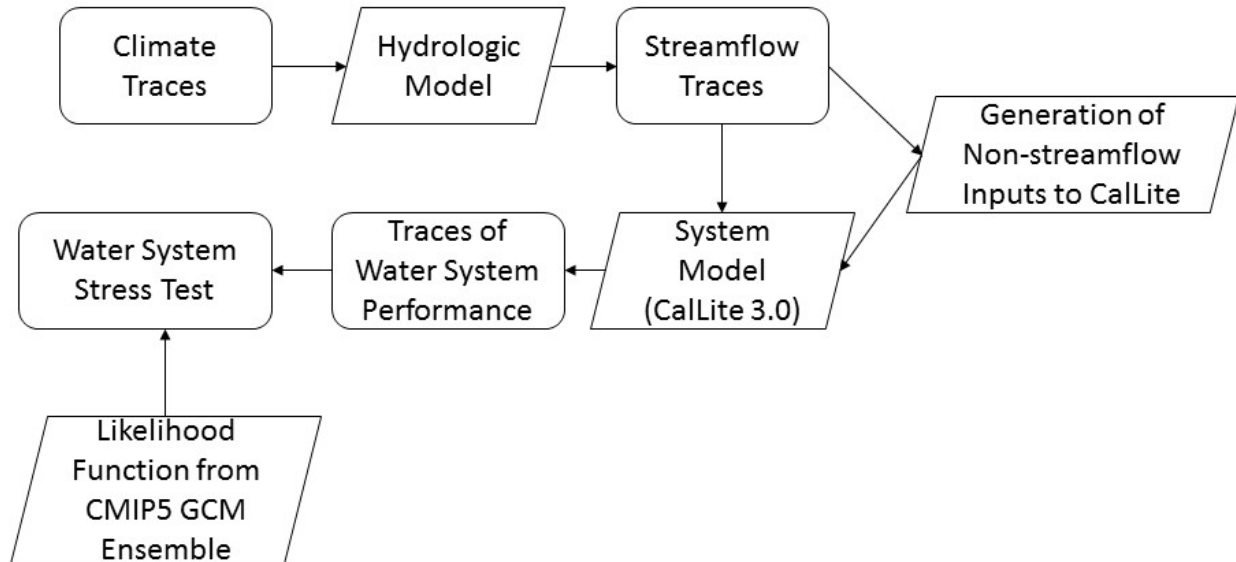 Climate
Traces
Hydrologic
Model
Streamflow
Traces
Generation of
Non-streamflow
Inputs to CalLite
Water System
Stress Test
Traces of
Water System
Performance
System
Model
(CalLite 3.0)
Likelihood
Function from
CMIP5 GCM
Ensemble